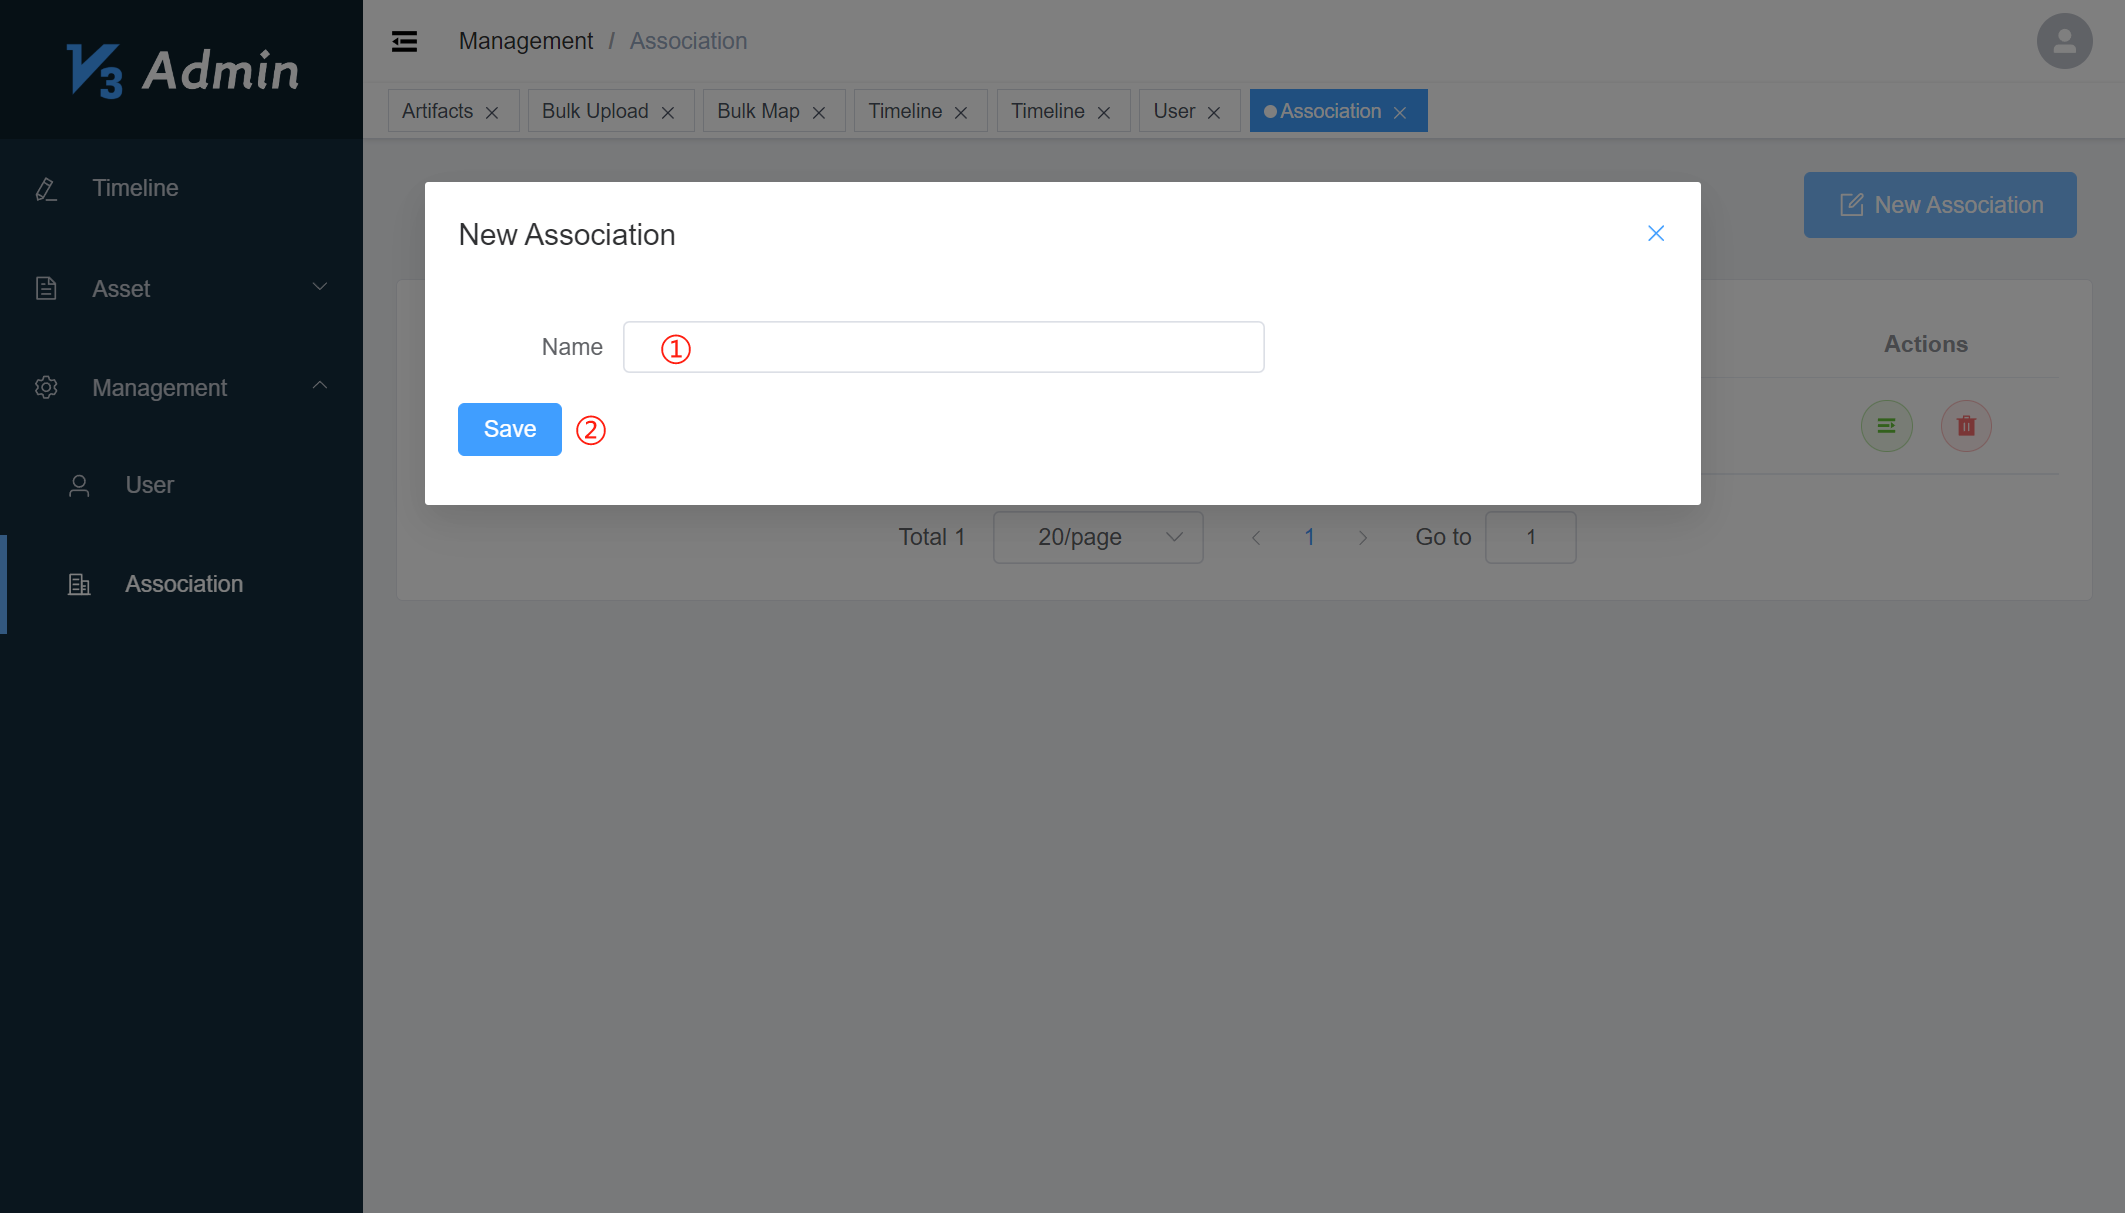 V3 Admin
Management / Association
Artifacts Bulk Upload Bulk Map Timeline Timeline User Association
Timeline
Asset
Management
User
Association
New Association
New Association
Name ①
Save ②
Actions
Total 1 20/page 1 Go to 1